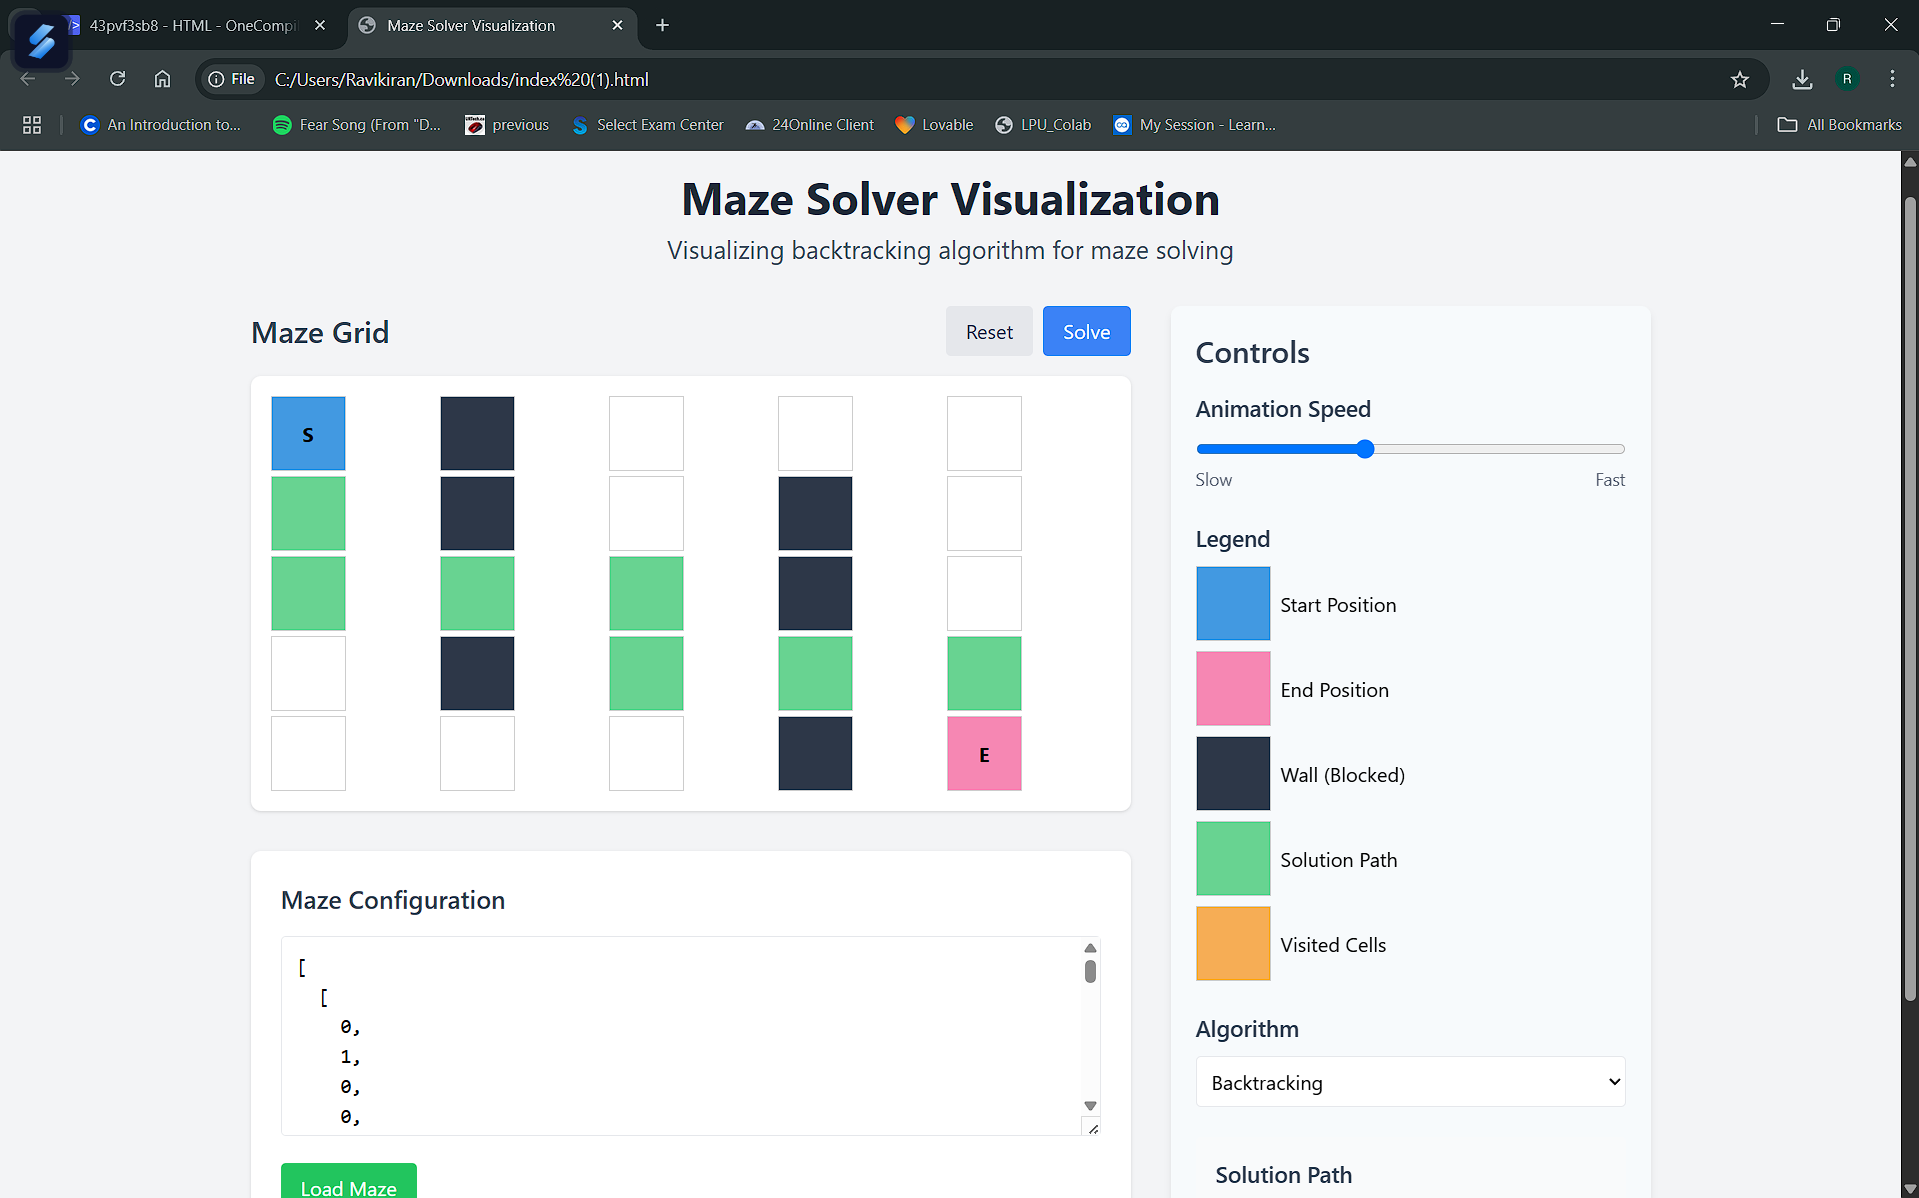 43pvf3sb8 - HTML - OneCompi
Maze Solver Visualization
File
C:/Users/Ravikiran/Downloads/index%20(1).html
R
An Introduction to...
Fear Song (From "D...
previous
Select Exam Center
24Online Client
Lovable
LPU_Colab
My Session - Learn...
All Bookmarks
Maze Solver Visualization
Visualizing backtracking algorithm for maze solving
Maze Grid
Reset
Solve
S
E
Maze Configuration
[
[
0,
1,
0,
0,
Load Maze
Controls
Animation Speed
Slow
Fast
Legend
Start Position
End Position
Wall (Blocked)
Solution Path
Visited Cells
Algorithm
Backtracking
Solution Path